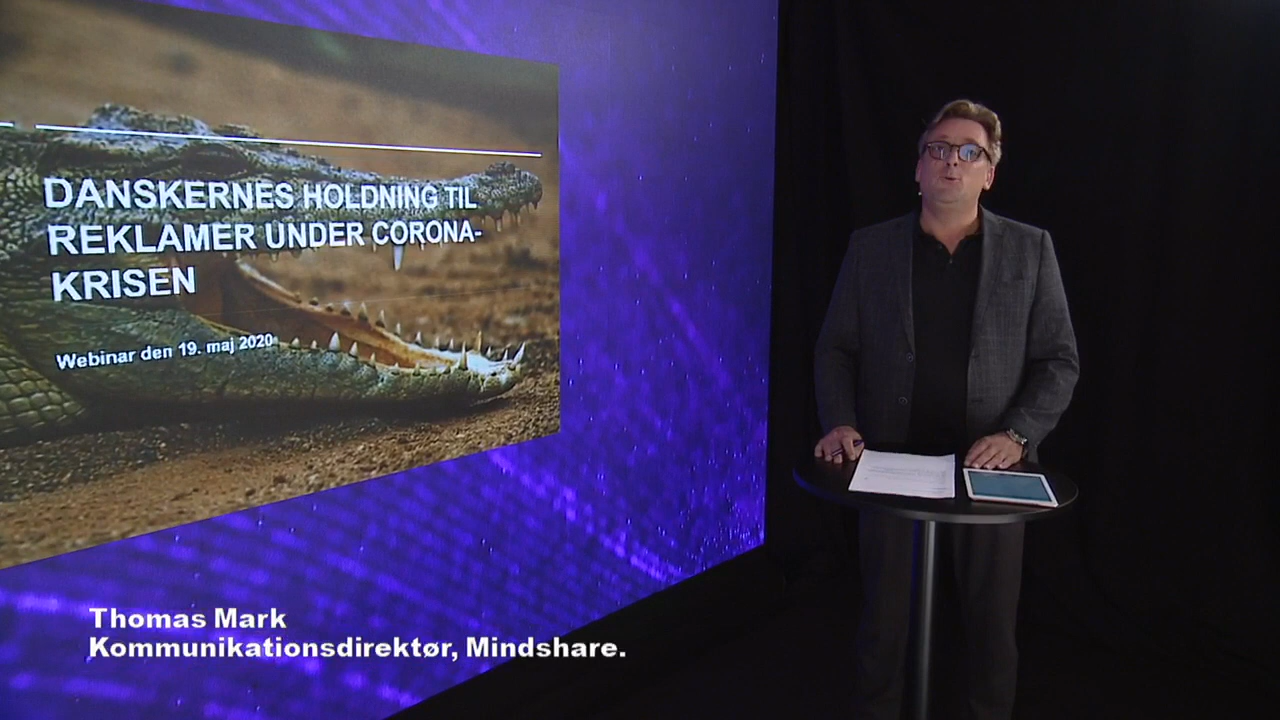 DANSKERNES HOLDNING TIL
REKLAMER UNDER CORONA-
KRISEN
Webinar den 19. maj 2020
Thomas Mark
Kommunikationsdirektør, Mindshare.